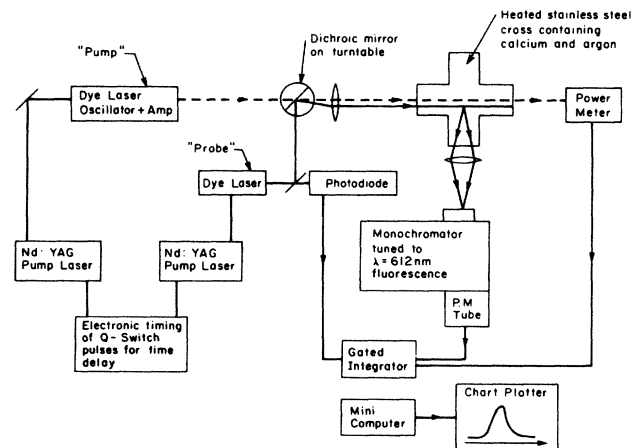 "Pump"
Dye Laser
Oscillator + Amp
Dichroic mirror
on turntable
Heated stainless steel
cross containing
calcium and argon
Power
Meter
"Probe"
Dye Laser
Photodiode
Nd: YAG
Pump Laser
Nd: YAG
Pump Laser
Monochromator
tuned to
λ = 612nm
fluorescence
P.M
Tube
Electronic timing
of Q-Switch
pulses for time
delay
Gated
Integrator
Mini
Computer
Chart Plotter